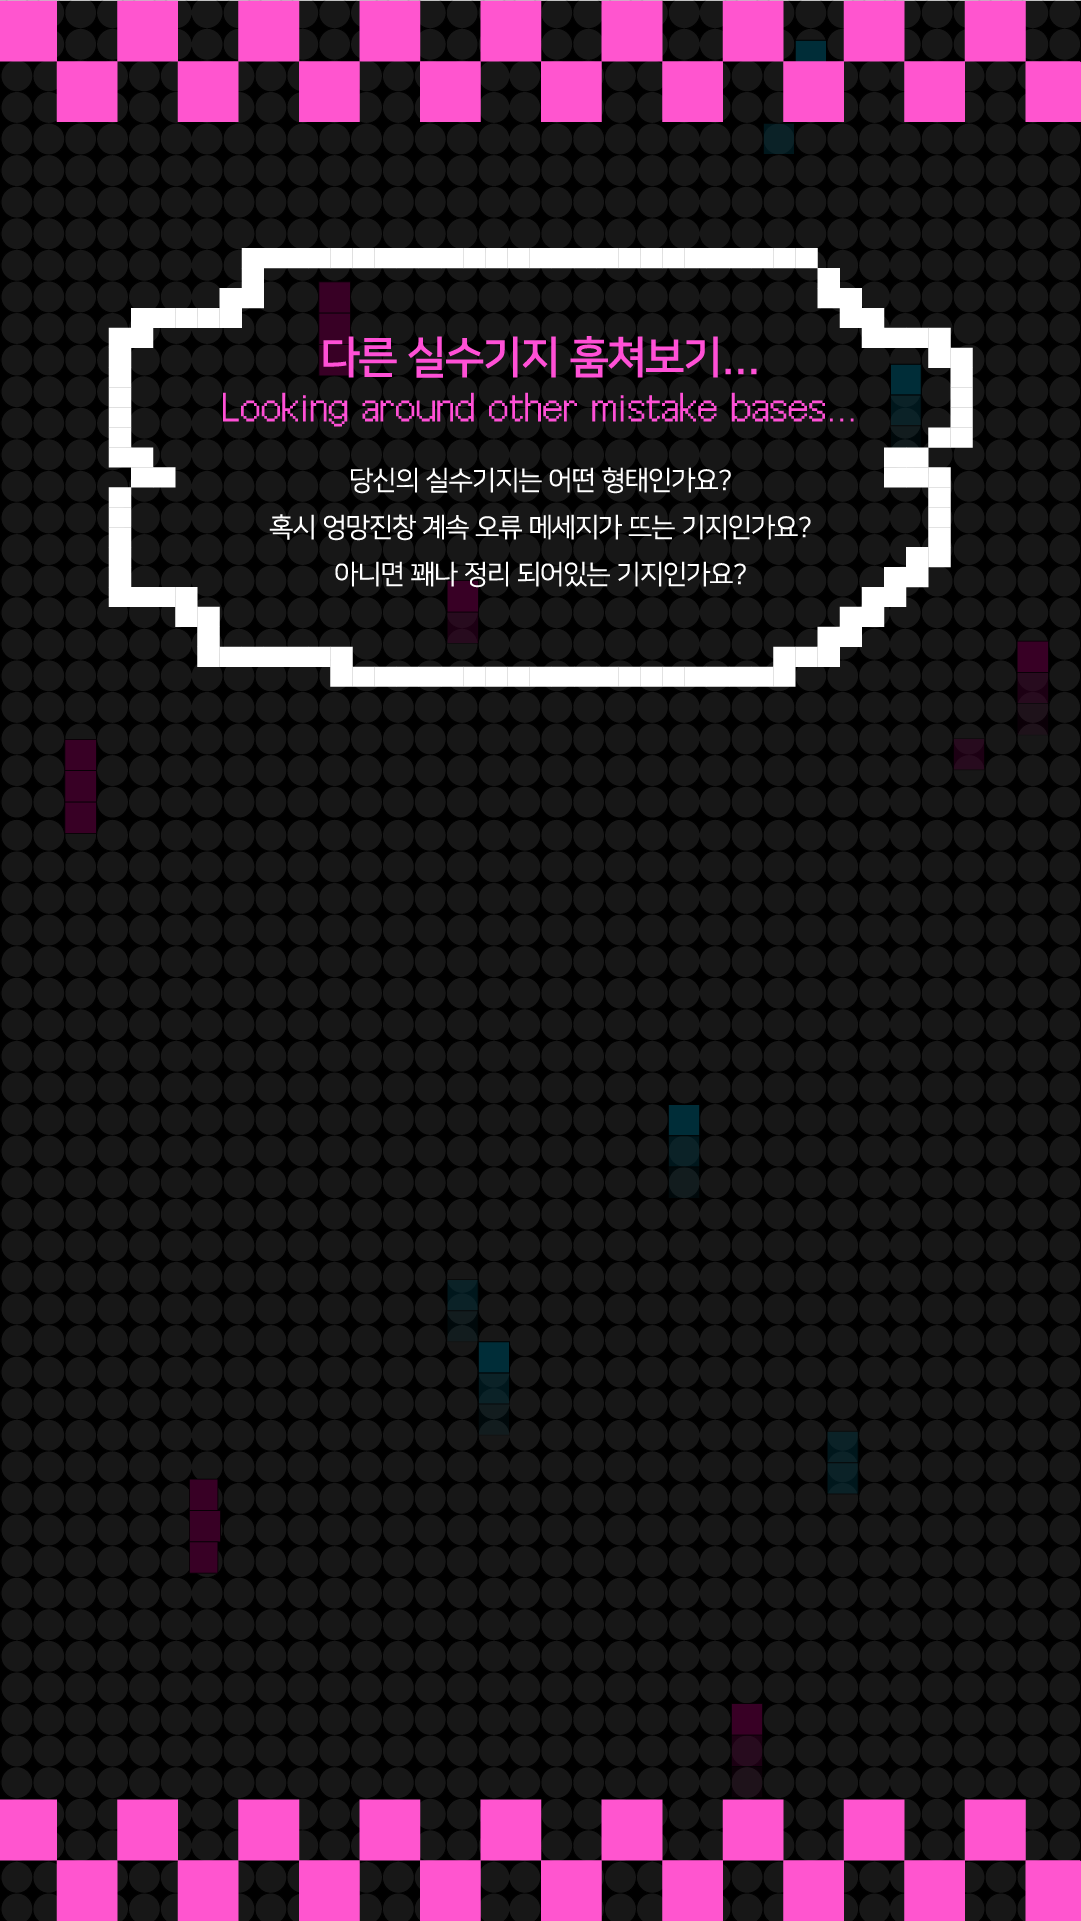 다른 실수기지 훔쳐보기...
Looking around other mistake bases...
당신의 실수기지는 어떤 형태인가요?
혹시 엉망진창 계속 오류 메세지가 뜨는 기지인가요?
아니면 꽤나 정리 되어있는 기지인가요?